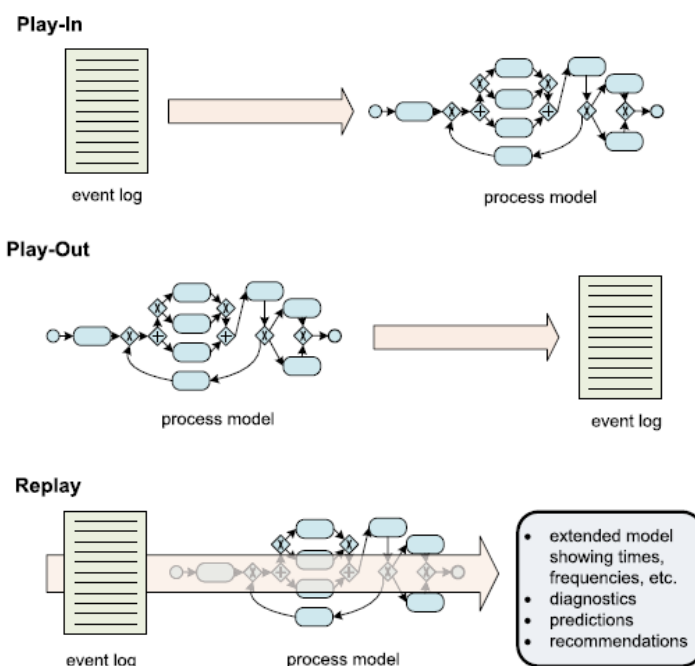 Play-In
event log
process model
Play-Out
process model
event log
Replay
extended model
showing times,
frequencies, etc.
diagnostics
predictions
recommendations
event log
process model